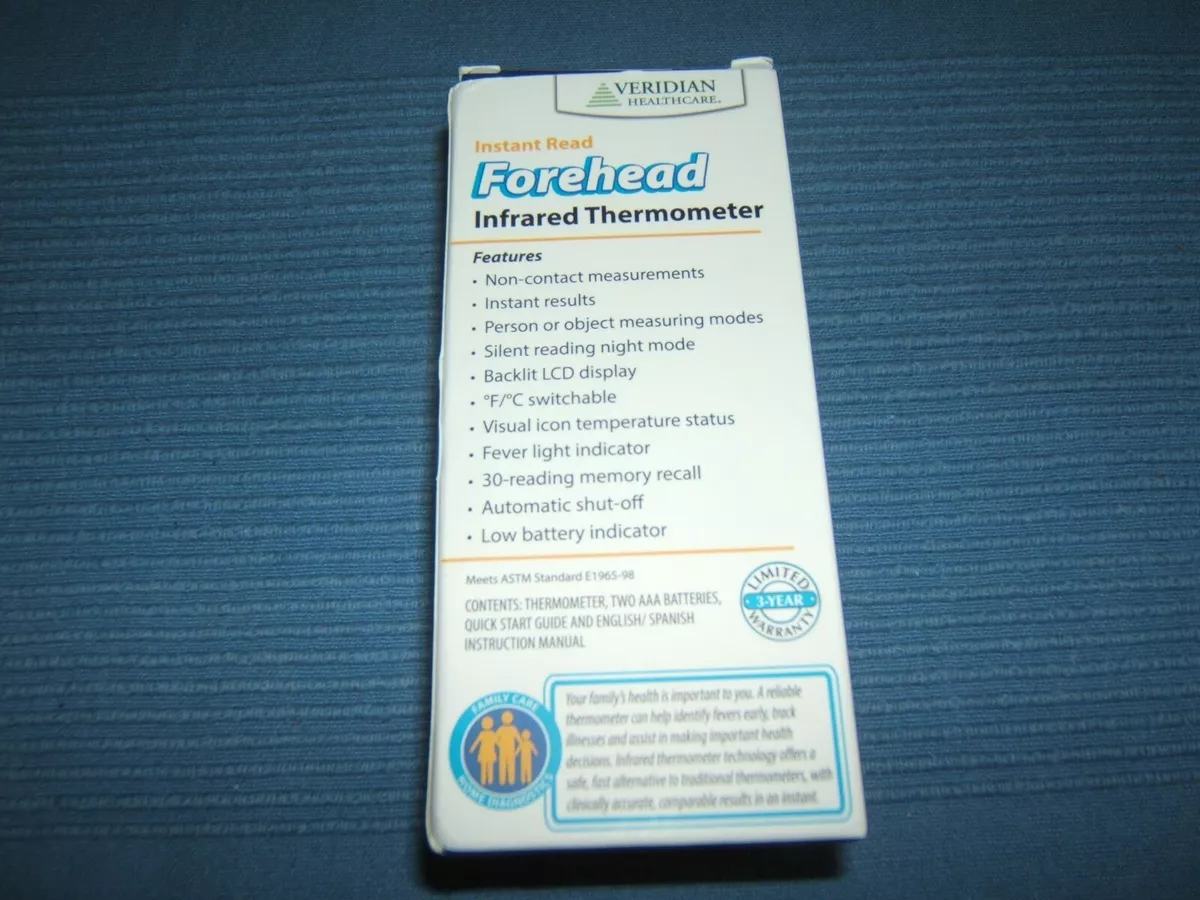 VERIDIAN
HEALTHCARE®
Instant Read
Forehead
Infrared Thermometer
Features
• Non-contact measurements
• Instant results
• Person or object measuring modes
• Silent reading night mode
• Backlit LCD display
• °F/°C switchable
• Visual icon temperature status
• Fever light indicator
• 30-reading memory recall
• Automatic shut-off
• Low battery indicator
Meets ASTM Standard E1965-98
CONTENTS: THERMOMETER, TWO AAA BATTERIES,
QUICK START GUIDE AND ENGLISH/ SPANISH
INSTRUCTION MANUAL
LIMITED
3-YEAR
WARRANTY
FAMILY CARE
HOME DIAGNOSTICS
Your family's health is important to you. A reliable
thermometer can help identify fevers early, track
illnesses and assist in making important health
decisions. Infrared thermometer technology offers a
safe, fast alternative to traditional thermometers, with
clinically accurate, comparable results in an instant.